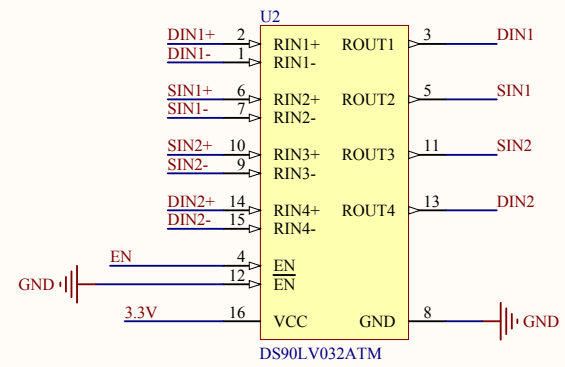 U2
DIN1+ 2 RIN1+ ROUT1 3 DIN1
DIN1- 1 RIN1-
SIN1+ 6 RIN2+ ROUT2 5 SIN1
SIN1- 7 RIN2-
SIN2+ 10 RIN3+ ROUT3 11 SIN2
SIN2- 9 RIN3-
DIN2+ 14 RIN4+ ROUT4 13 DIN2
DIN2- 15 RIN4-
EN 4 EN
GND 12 EN
3.3V 16 VCC GND 8 GND
DS90LV032ATM